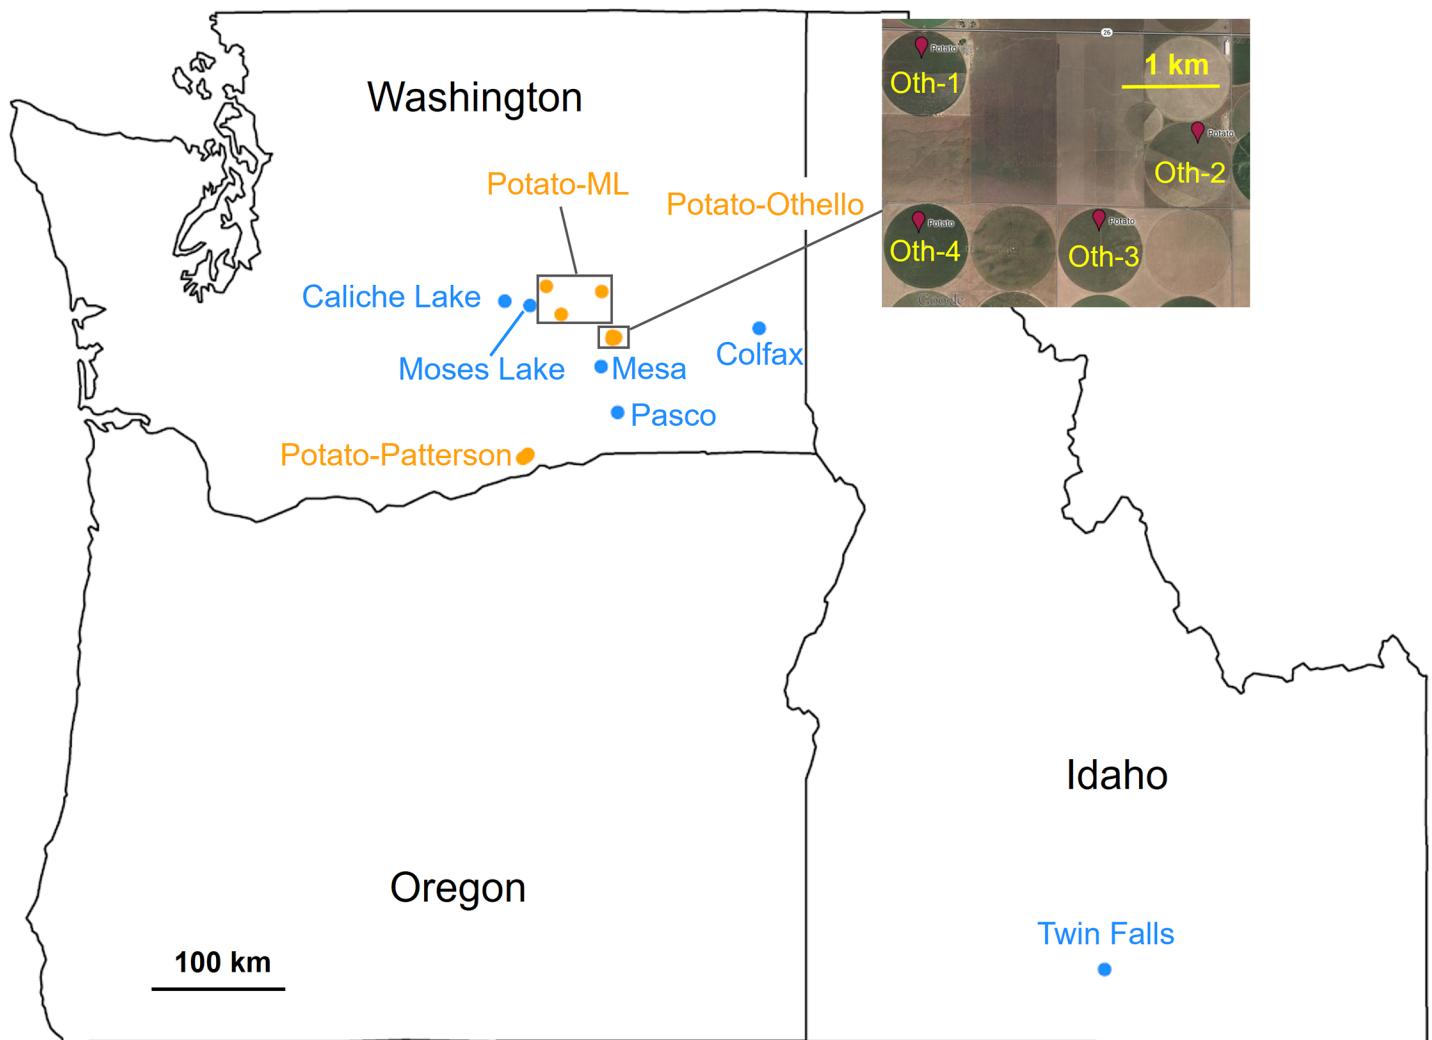 Washington
26
Potato
Oth-1
1 km
Potato
Oth-2
Potato-ML
Potato-Othello
Potato
Oth-4
Potato
Oth-3
Google
Caliche Lake
Moses Lake
Mesa
Colfax
Pasco
Potato-Patterson
Idaho
Oregon
Twin Falls
100 km